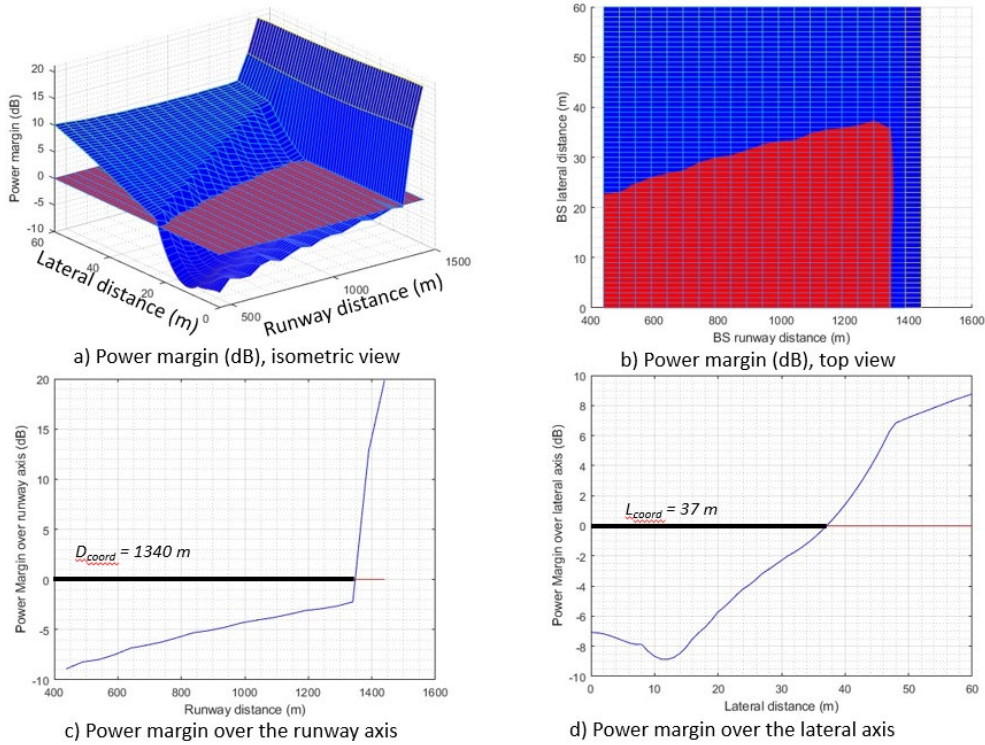 20
15
10
5
0
-5
-10
Power margin (dB)
60
40
20
0
Lateral distance (m)
500
1000
1500
Runway distance (m)
a) Power margin (dB), isometric view
60
50
40
30
20
10
0
BS lateral distance (m)
400 600 800 1000 1200 1400 1600
BS runway distance (m)
b) Power margin (dB), top view
20
15
10
5
0
-5
-10
Power Margin over runway axis (dB)
Dcoord = 1340 m
400 600 800 1000 1200 1400 1600
Runway distance (m)
c) Power margin over the runway axis
10
8
6
4
2
0
-2
-4
-6
-8
-10
Power Margin over lateral axis (dB)
Lcoord = 37 m
0 10 20 30 40 50 60
Lateral distance (m)
d) Power margin over the lateral axis